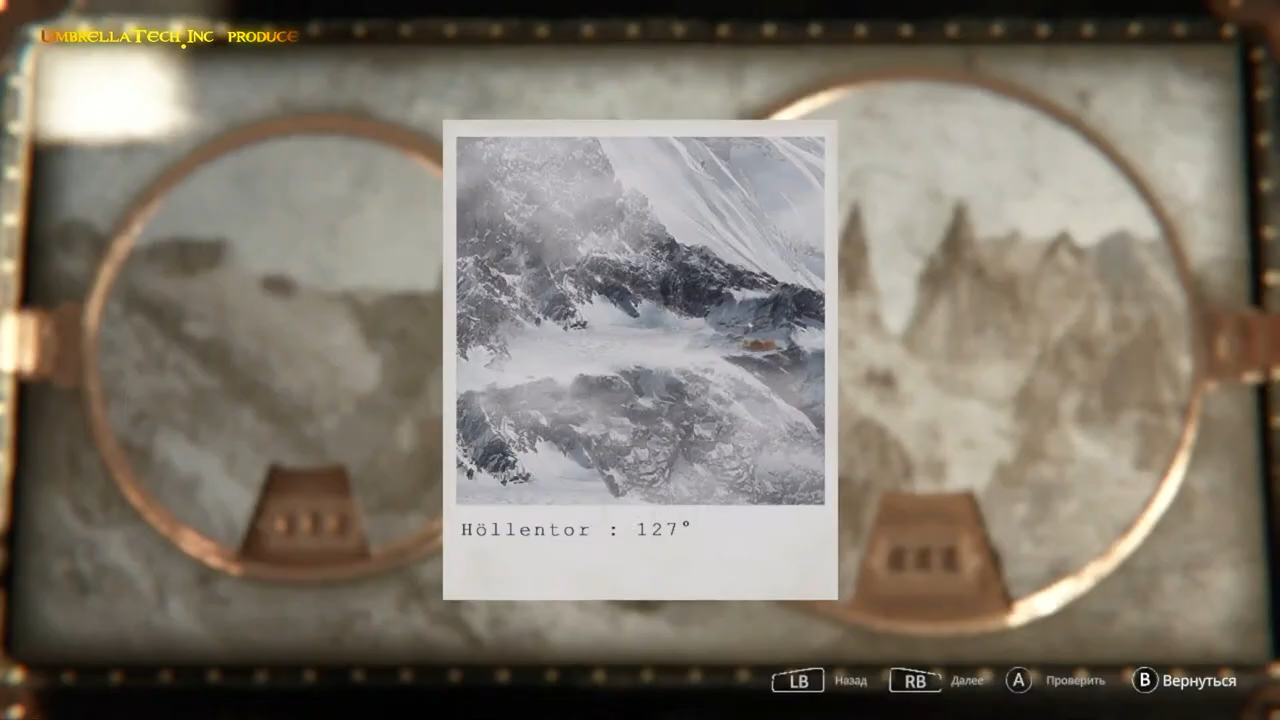 UmbrellaTech.Inc produce
Höllentor : 127°
LB Назад RB Далее A Проверить B Вернуться